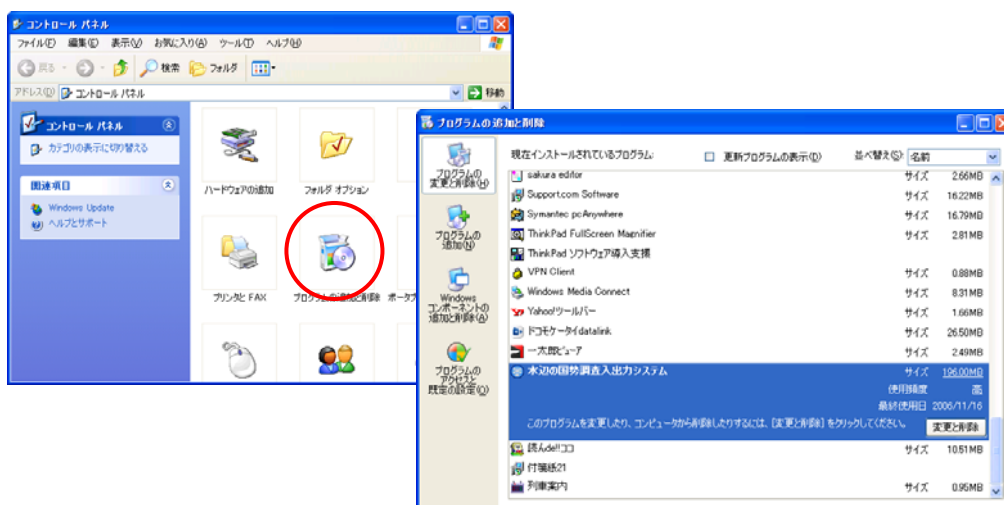 コントロール パネル
ファイル(F) 編集(E) 表示(V) お気に入り(A) ツール(T) ヘルプ(H)
戻る 検索 フォルダ
アドレス(D) コントロール パネル 移動
コントロール パネル
カテゴリの表示に切り替える
関連項目
Windows Update
ヘルプとサポート
ハードウェアの追加 フォルダ オプション
プリンタと FAX プログラムの追加と削除 ポータブ
プログラムの追加と削除
プログラムの
変更と削除(H)
プログラムの
追加(N)
Windows
コンポーネントの
追加と削除(A)
プログラムの
アクセスと
既定の設定(O)
現在インストールされているプログラム: 更新プログラムの表示(D) 並べ替え(S): 名前
sakura editor サイズ 2.66MB
Support.com Software サイズ 16.22MB
Symantec pcAnywhere サイズ 16.79MB
ThinkPad FullScreen Magnifier サイズ 2.81MB
ThinkPad ソフトウェア導入支援
VPN Client サイズ 0.88MB
Windows Media Connect サイズ 8.31MB
Yahoo!ツールバー サイズ 1.66MB
ドコモケータイdatalink サイズ 26.50MB
一太郎ビューア サイズ 2.49MB
水辺の国勢調査入出力システム サイズ 196.00MB
使用頻度 高
最終使用日 2006/11/16
このプログラムを変更したり、コンピュータから削除したりするには、[変更と削除] をクリックしてください。 変更と削除
読んde!!ココ サイズ 10.51MB
付箋紙21
列車案内 サイズ 0.95MB